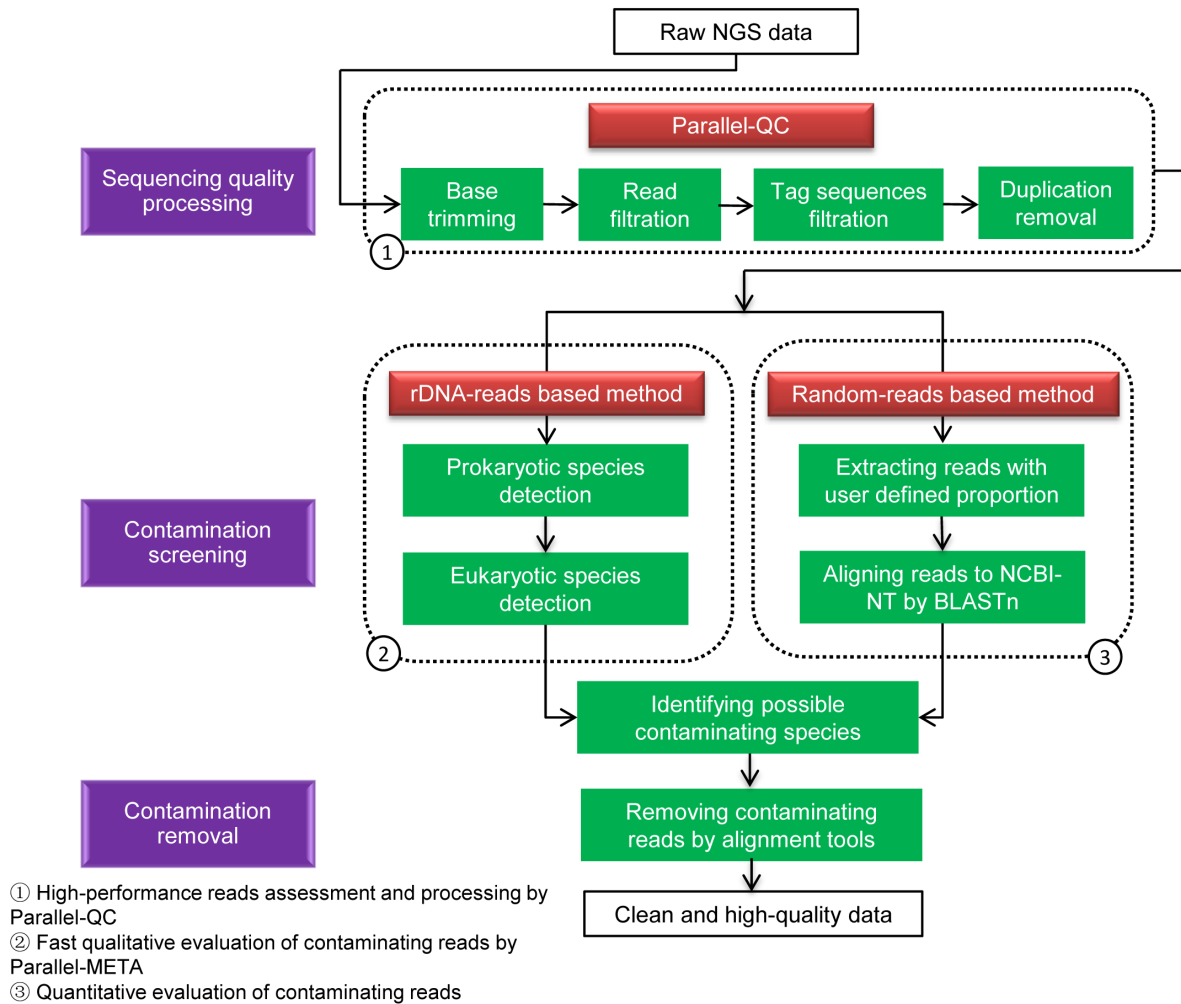 Raw NGS data
Parallel-QC
Sequencing quality
processing
Base
trimming
Read
filtration
Tag sequences
filtration
Duplication
removal
①
rDNA-reads based method
Random-reads based method
Prokaryotic species
detection
Extracting reads with
user defined proportion
Contamination
screening
Eukaryotic species
detection
Aligning reads to NCBI-
NT by BLASTn
②
③
Identifying possible
contaminating species
Contamination
removal
Removing contaminating
reads by alignment tools
Clean and high-quality data
① High-performance reads assessment and processing by
Parallel-QC
② Fast qualitative evaluation of contaminating reads by
Parallel-META
③ Quantitative evaluation of contaminating reads